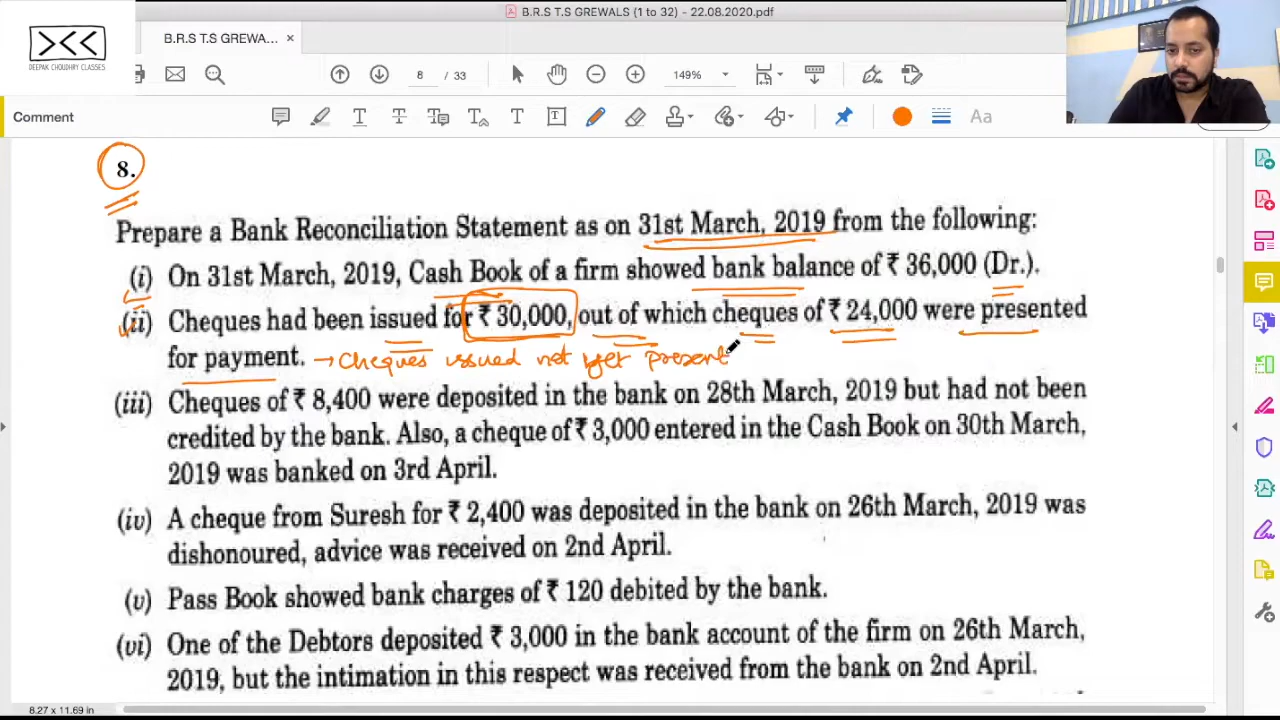 B.R.S T.S GREWALS (1 to 32) - 22.08.2020.pdf
DEEPAK CHOUDHRY CLASSES
B.R.S T.S GREWA... ×
8 / 33
149%
Comment
Aa
8.
Prepare a Bank Reconciliation Statement as on 31st March, 2019 from the following:
(i) On 31st March, 2019, Cash Book of a firm showed bank balance of ₹ 36,000 (Dr.).
(ii) Cheques had been issued for ₹ 30,000, out of which cheques of ₹ 24,000 were presented
for payment. → Cheques issued not yet present
(iii) Cheques of ₹ 8,400 were deposited in the bank on 28th March, 2019 but had not been
credited by the bank. Also, a cheque of ₹ 3,000 entered in the Cash Book on 30th March,
2019 was banked on 3rd April.
(iv) A cheque from Suresh for ₹ 2,400 was deposited in the bank on 26th March, 2019 was
dishonoured, advice was received on 2nd April.
(v) Pass Book showed bank charges of ₹ 120 debited by the bank.
(vi) One of the Debtors deposited ₹ 3,000 in the bank account of the firm on 26th March,
2019, but the intimation in this respect was received from the bank on 2nd April.
8.27 x 11.69 in